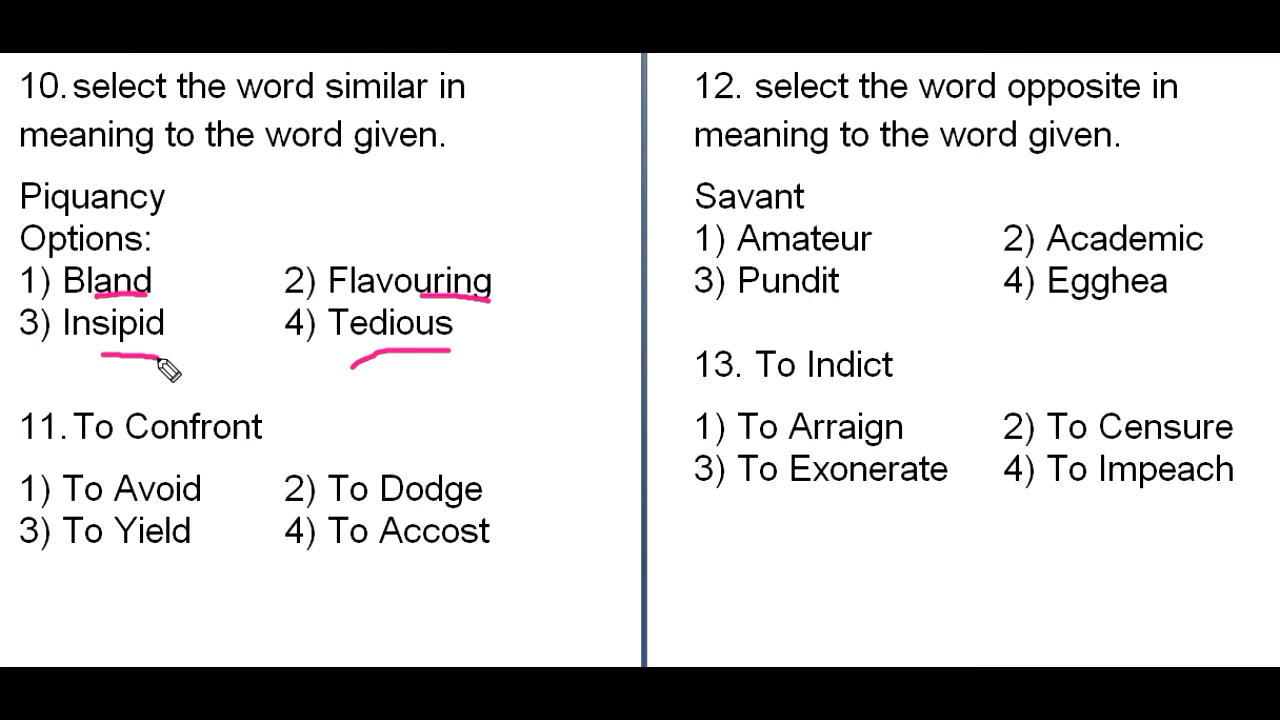 10. select the word similar in
meaning to the word given.
Piquancy
Options:
1) Bland 2) Flavouring
3) Insipid 4) Tedious
11. To Confront
1) To Avoid 2) To Dodge
3) To Yield 4) To Accost
12. select the word opposite in
meaning to the word given.
Savant
1) Amateur 2) Academic
3) Pundit 4) Egghea
13. To Indict
1) To Arraign 2) To Censure
3) To Exonerate 4) To Impeach